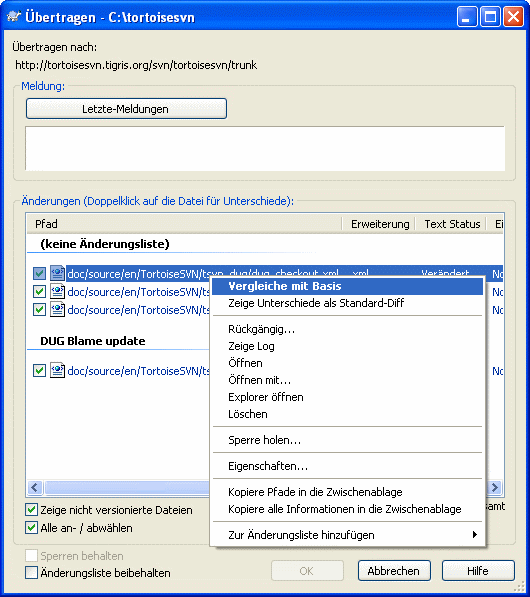 Übertragen - C:\tortoisesvn
Übertragen nach:
http://tortoisesvn.tigris.org/svn/tortoisesvn/trunk
Meldung:
Letzte-Meldungen
Änderungen (Doppelklick auf die Datei für Unterschiede):
Pfad Erweiterung Text Status Ei
(keine Änderungsliste)
doc/source/en/TortoiseSVN/tsvn_dug/dug_checkout.xml .xml Verändert No
doc/source/en/TortoiseSVN/ts No
doc/source/en/TortoiseSVN/ts No
DUG Blame update
doc/source/en/TortoiseSVN/ts No
Vergleiche mit Basis
Zeige Unterschiede als Standard-Diff
Rückgängig...
Zeige Log
Öffnen
Öffnen mit...
Explorer öffnen
Löschen
Sperre holen...
Eigenschaften...
Kopiere Pfade in die Zwischenablage
Kopiere alle Informationen in die Zwischenablage
Zur Änderungsliste hinzufügen
Zeige nicht versionierte Dateien
samt
Alle an- / abwählen
Sperren behalten
Änderungsliste beibehalten
OK
Abbrechen
Hilfe